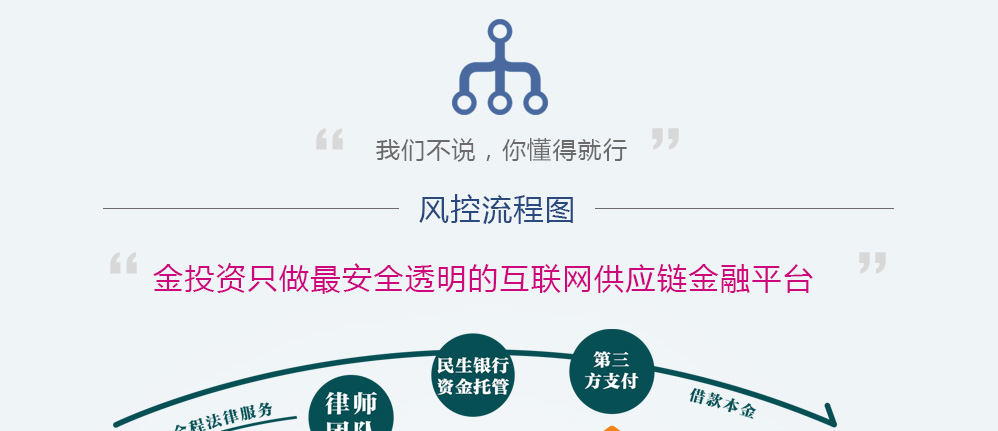 “ 我们不说，你懂得就行 ”
风控流程图
“ 金投资只做最安全透明的互联网供应链金融平台 ”
民生银行
资金托管
第三
方支付
借款本金
律师
团队
全程法律服务